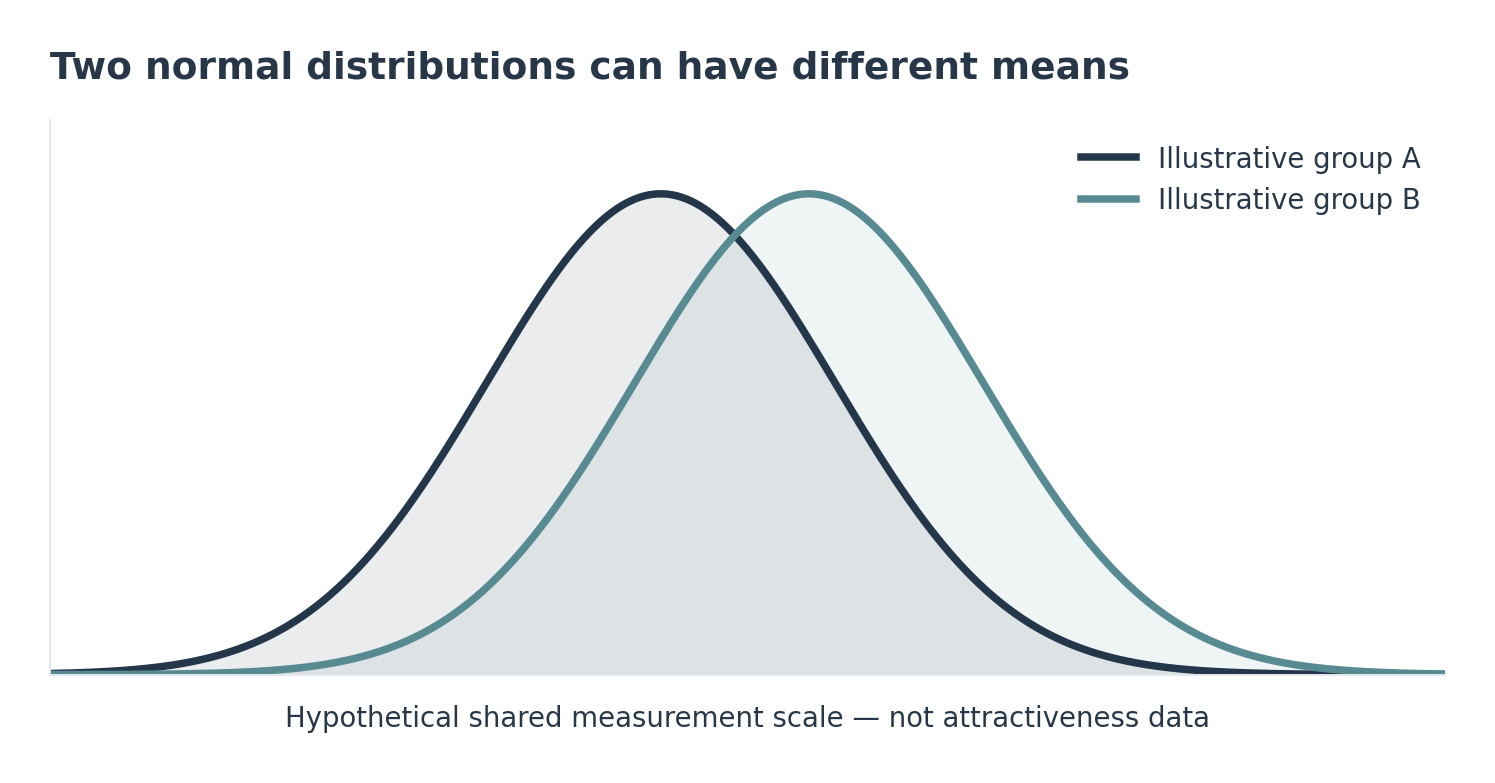 Two normal distributions can have different means
Illustrative group A
Illustrative group B
Hypothetical shared measurement scale — not attractiveness data